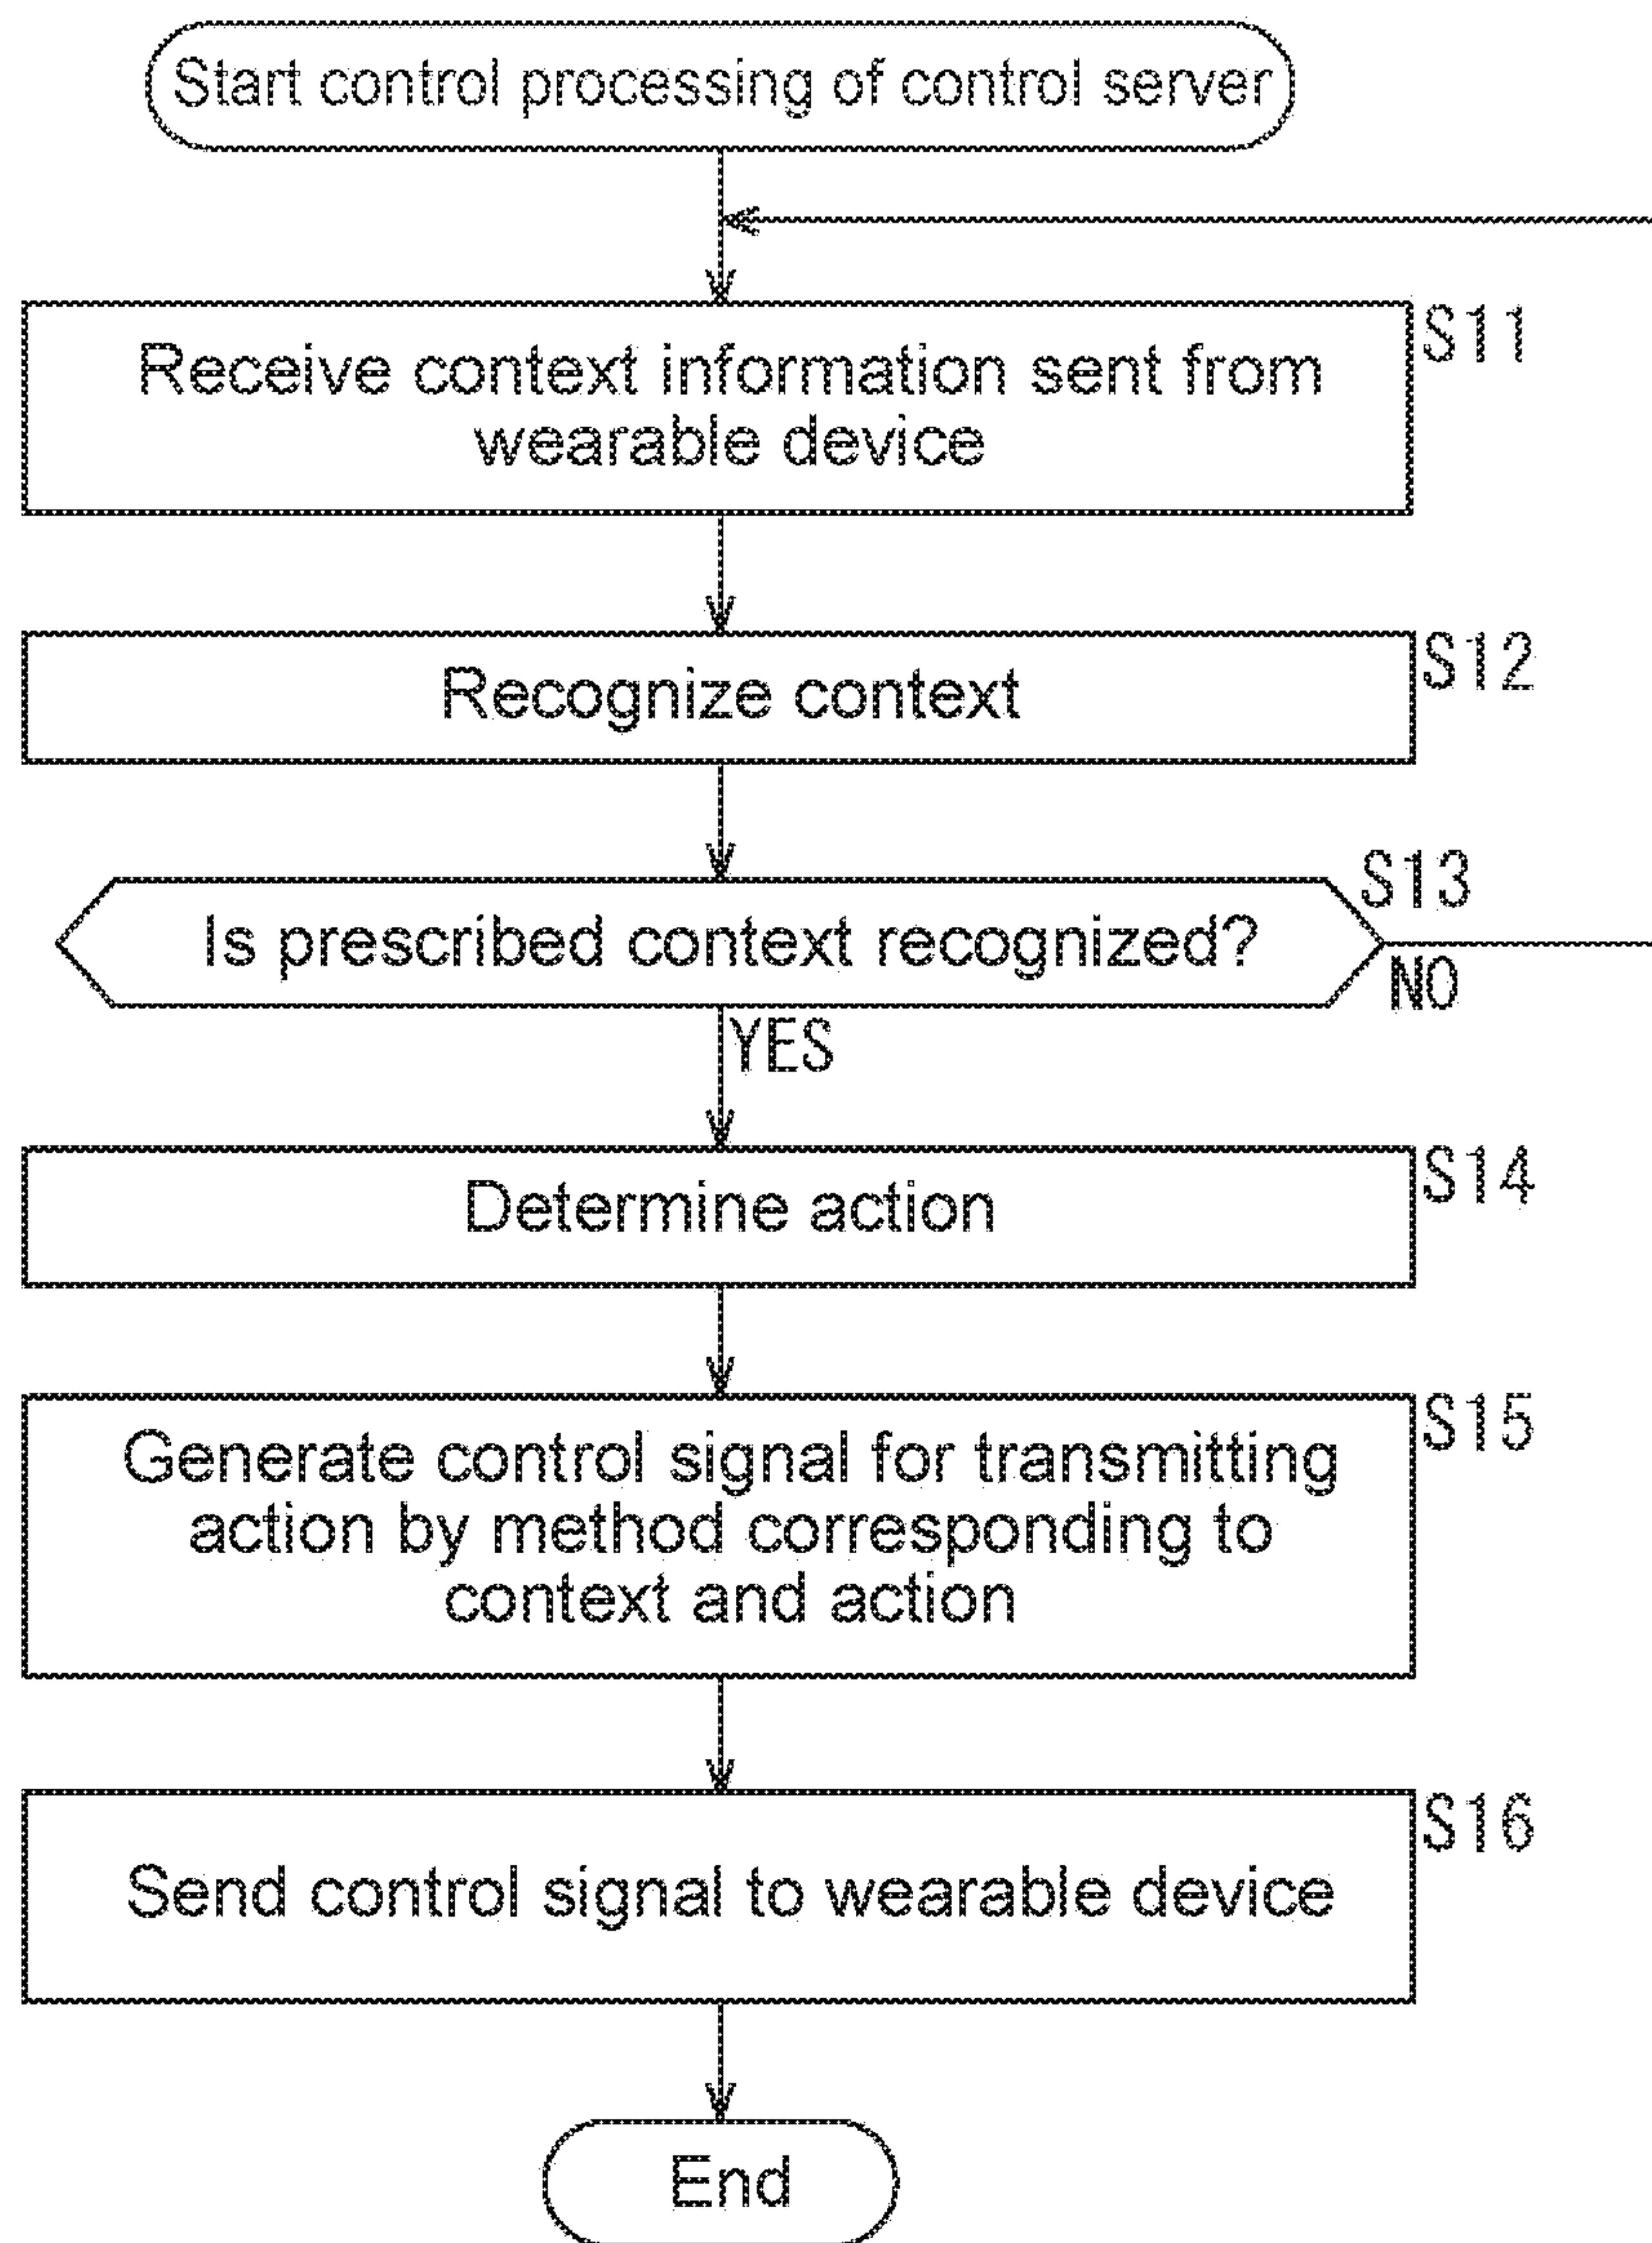 Start control processing of control server
S11
Receive context information sent from
wearable device
S12
Recognize context
S13
Is prescribed context recognized?
NO
YES
S14
Determine action
S15
Generate control signal for transmitting
action by method corresponding to
context and action
S16
Send control signal to wearable device
End